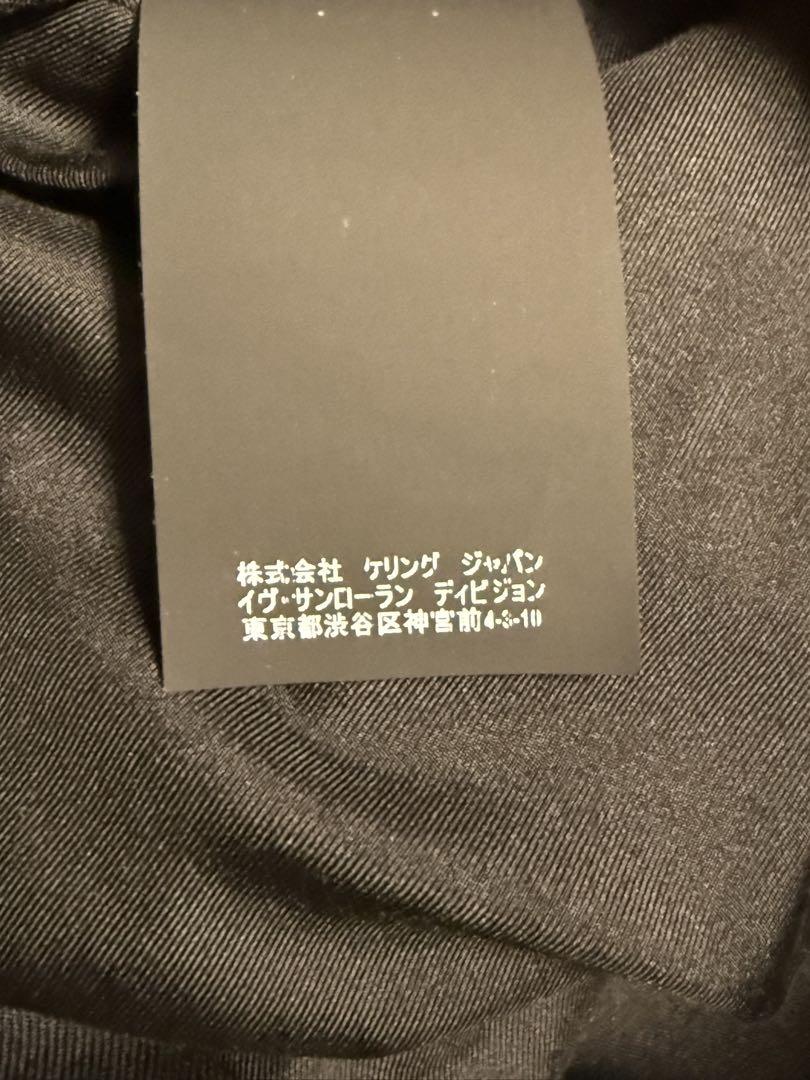 株式会社 ケリング ジャパン
イヴ・サンローラン ディビジョン
東京都渋谷区神宮前4-3-10